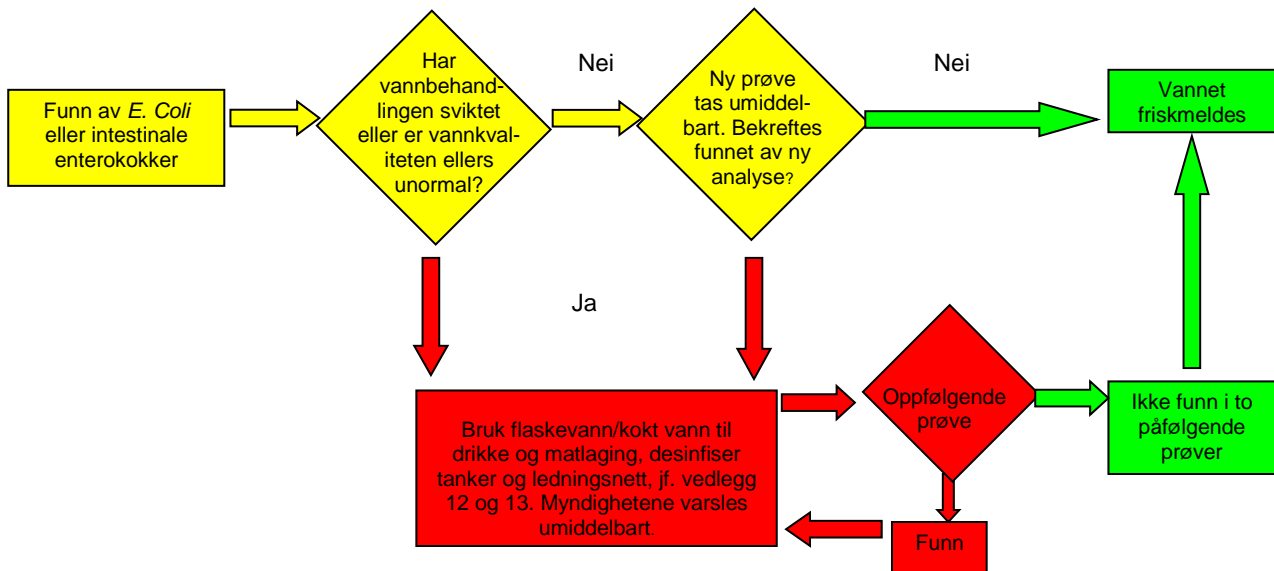 Funn av E. Coli
eller intestinale
enterokokker
Har
vannbehand-
lingen sviktet
eller er vannkva-
iteten ellers
unormal?
Nei
Ny prøve
tas umiddel-
bart. Bekreftes
funnet av ny
analyse?
Nei
Vannet
friskmeldes
Ja
Bruk flaskevann/kokt vann til
drikke og matlaging, desinfiser
tanker og ledningsnett, jf. vedlegg
12 og 13. Myndighetene varsles
umiddelbart.
Oppfølgende
prøve
Ikke funn i to
påfølgende
prøver
Funn